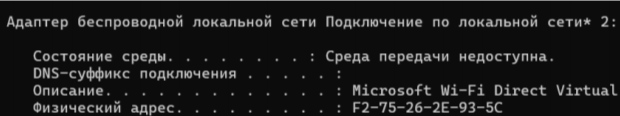 Адаптер беспроводной локальной сети Подключение по локальной сети* 2:
Состояние среды. . . . . . . . : Среда передачи недоступна.
DNS-суффикс подключения . . . . . :
Описание. . . . . . . . . . . . . : Microsoft Wi-Fi Direct Virtual
Физический адрес. . . . . . . . . : F2-75-26-2E-93-5C